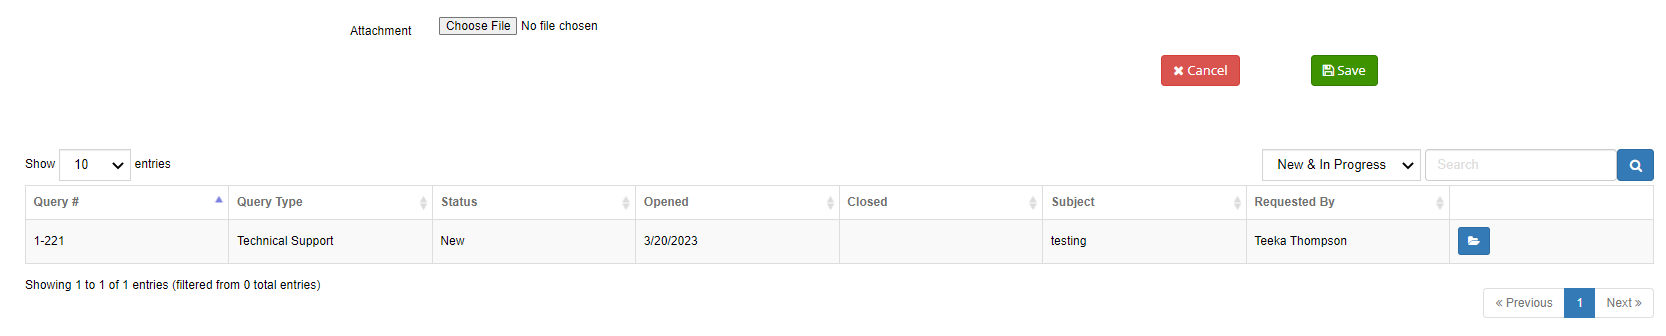 Attachment Choose File No file chosen
Cancel Save
Show 10 entries New & In Progress Search
Query # Query Type Status Opened Closed Subject Requested By
1-221 Technical Support New 3/20/2023 testing Teeka Thompson
Showing 1 to 1 of 1 entries (filtered from 0 total entries)
« Previous 1 Next »